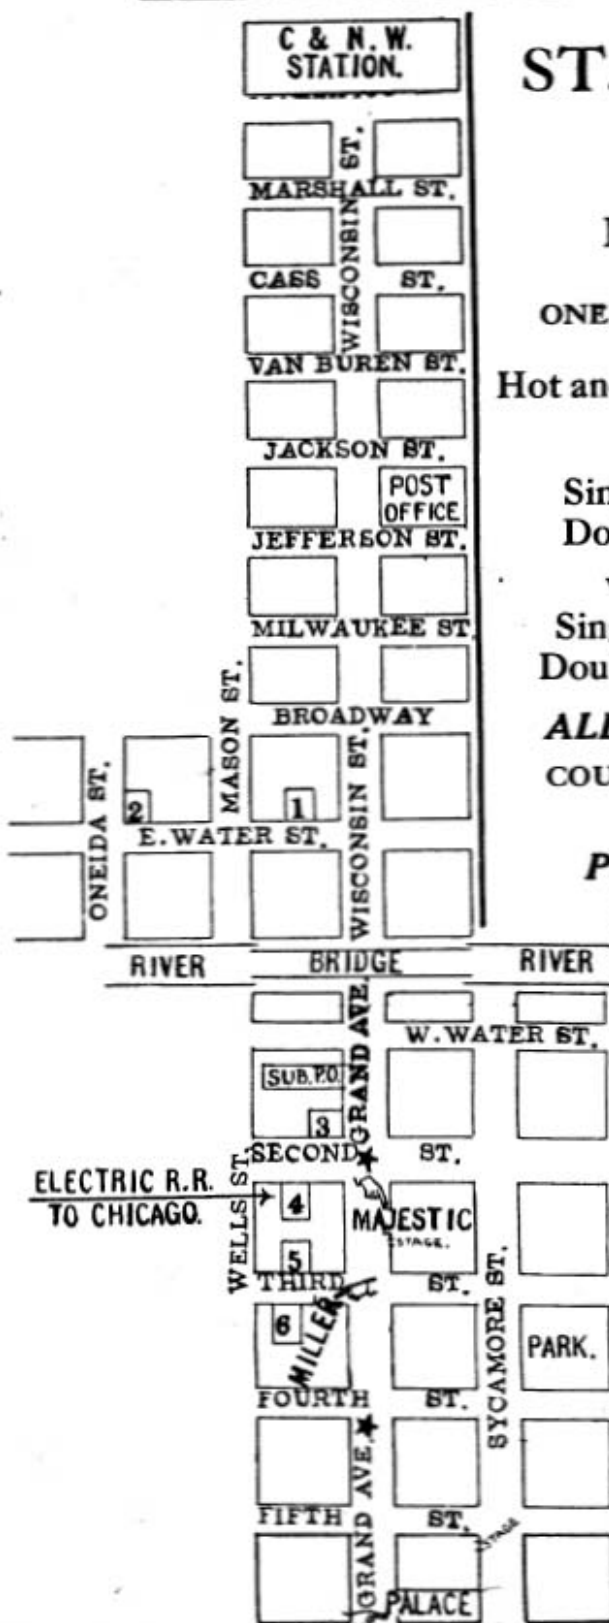 C & N. W.
STATION.
ST.
WISCONSIN ST.
MARSHALL ST.
CASS ST.
ONE
VAN BUREN ST.
Hot an
JACKSON ST.
POST
OFFICE
Sin
Do
JEFFERSON ST.
MILWAUKEE ST.
Sin
Dou
MASON ST.
BROADWAY
ALL
COU
ONEIDA ST.
2
1
WISCONSIN ST.
E. WATER ST.
P
RIVER BRIDGE RIVER
GRAND AVE.
W. WATER ST.
SUB. P.O.
3
SECOND ST.
WELLS ST.
ELECTRIC R.R.
TO CHICAGO.
4
MAJESTIC
STAGE.
5
THIRD ST.
SYCAMORE ST.
6
MILLER
PARK.
FOURTH ST.
GRAND AVE.
FIFTH ST.
STAGE
PALACE